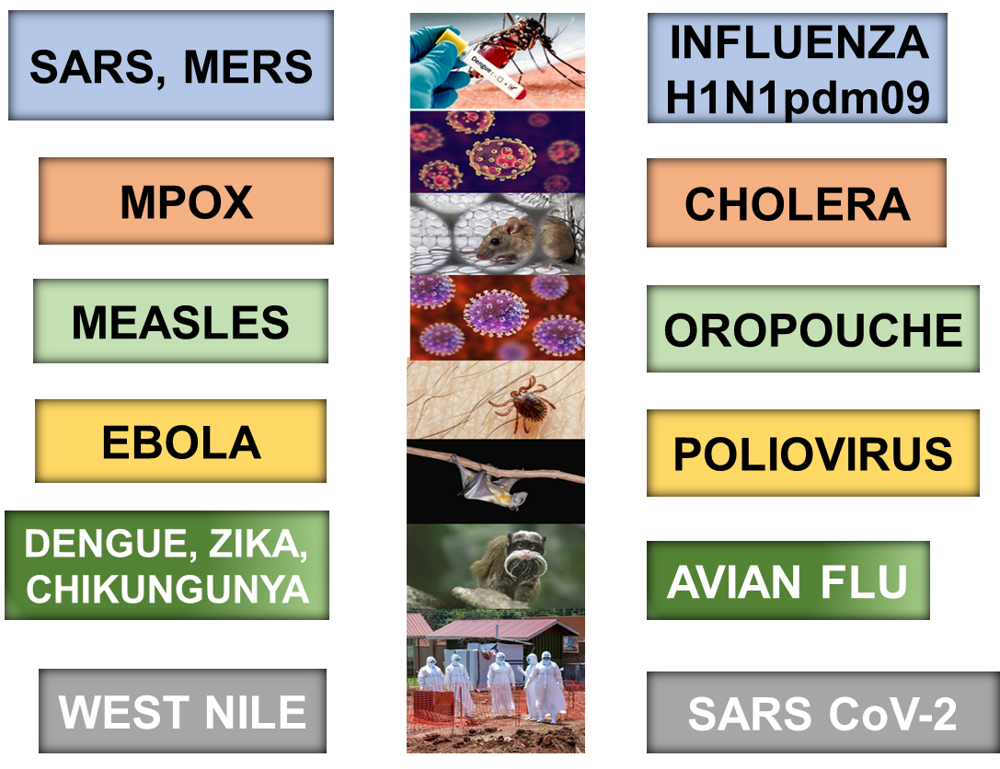 SARS, MERS
MPOX
MEASLES
EBOLA
DENGUE, ZIKA,
CHIKUNGUNYA
WEST NILE
Dengue:
INFLUENZA
H1N1pdm09
CHOLERA
OROPOUCHE
POLIOVIRUS
AVIAN FLU
SARS CoV-2